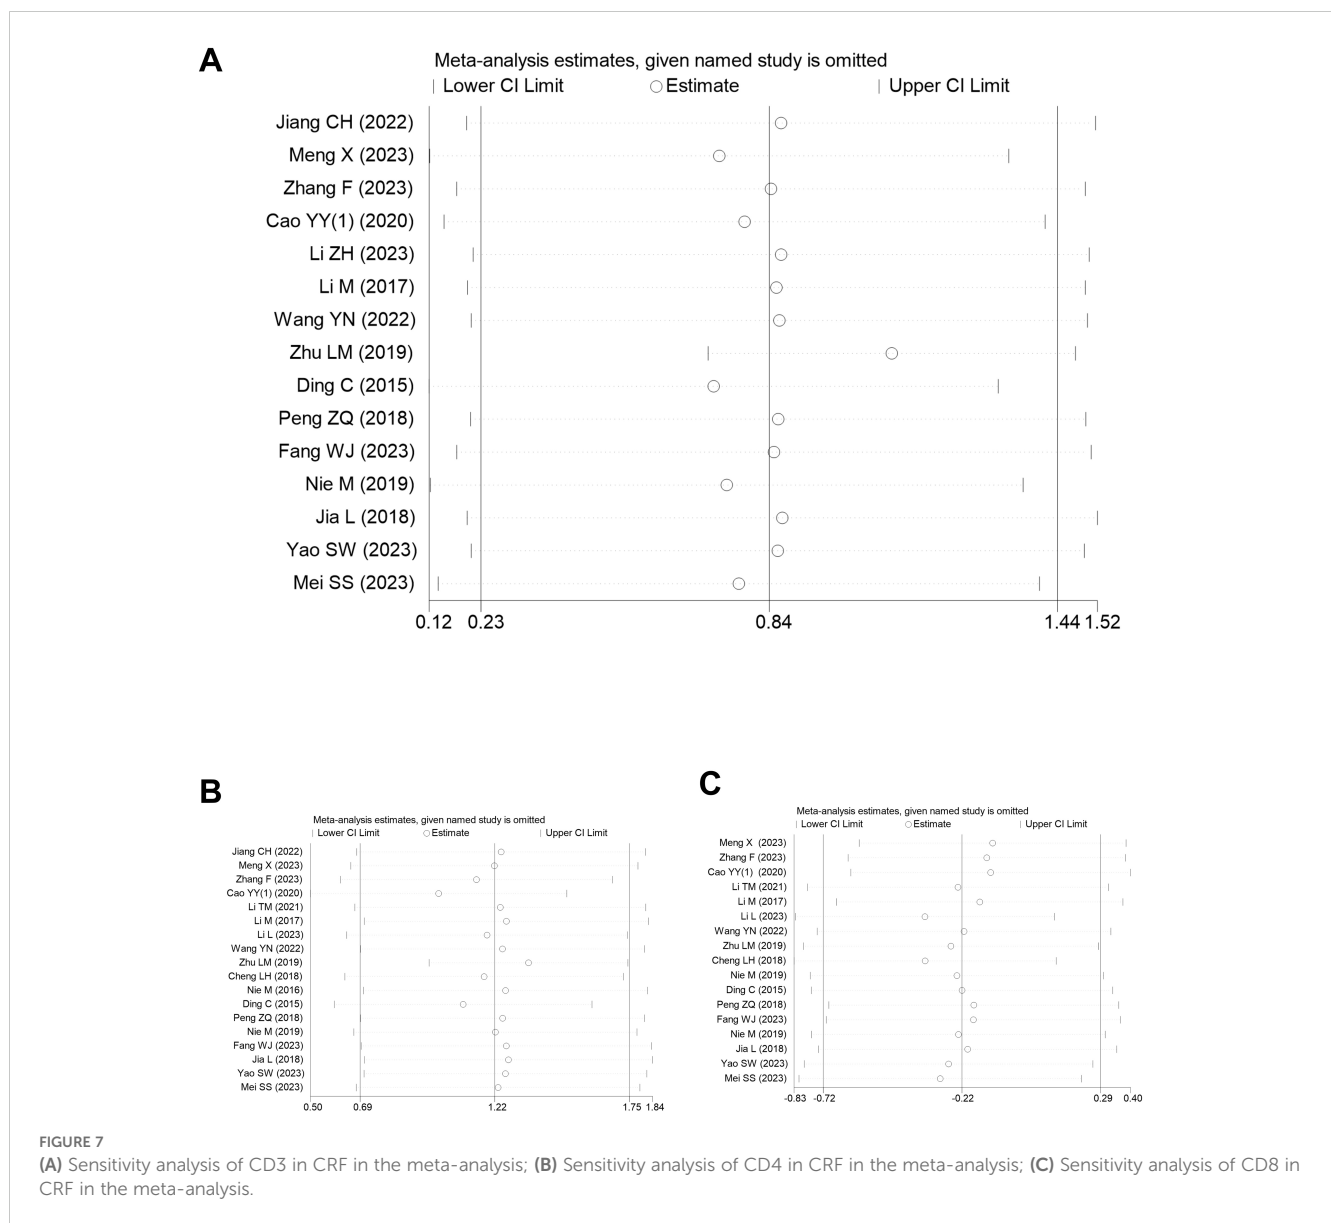 A
Meta-analysis estimates, given named study is omitted
Lower CI Limit Estimate Upper CI Limit
Jiang CH (2022)
Meng X (2023)
Zhang F (2023)
Cao YY(1) (2020)
Li ZH (2023)
Li M (2017)
Wang YN (2022)
Zhu LM (2019)
Ding C (2015)
Peng ZQ (2018)
Fang WJ (2023)
Nie M (2019)
Jia L (2018)
Yao SW (2023)
Mei SS (2023)
0.12 0.23 0.84 1.44 1.52
B
Meta-analysis estimates, given named study is omitted
Lower CI Limit Estimate Upper CI Limit
Jiang CH (2022)
Meng X (2023)
Zhang F (2023)
Cao YY(1) (2020)
Li TM (2021)
Li M (2017)
Li L (2023)
Wang YN (2022)
Zhu LM (2019)
Cheng LH (2018)
Nie M (2016)
Ding C (2015)
Peng ZQ (2018)
Nie M (2019)
Fang WJ (2023)
Jia L (2018)
Yao SW (2023)
Mei SS (2023)
0.50 0.69 1.22 1.75 1.84
C
Meta-analysis estimates, given named study is omitted
Lower CI Limit Estimate Upper CI Limit
Meng X (2023)
Zhang F (2023)
Cao YY(1) (2020)
Li TM (2021)
Li M (2017)
Li L (2023)
Wang YN (2022)
Zhu LM (2019)
Cheng LH (2018)
Nie M (2019)
Ding C (2015)
Peng ZQ (2018)
Fang WJ (2023)
Nie M (2019)
Jia L (2018)
Yao SW (2023)
Mei SS (2023)
-0.83 -0.72 -0.22 0.29 0.40
FIGURE 7
(A) Sensitivity analysis of CD3 in CRF in the meta-analysis; (B) Sensitivity analysis of CD4 in CRF in the meta-analysis; (C) Sensitivity analysis of CD8 in
CRF in the meta-analysis.